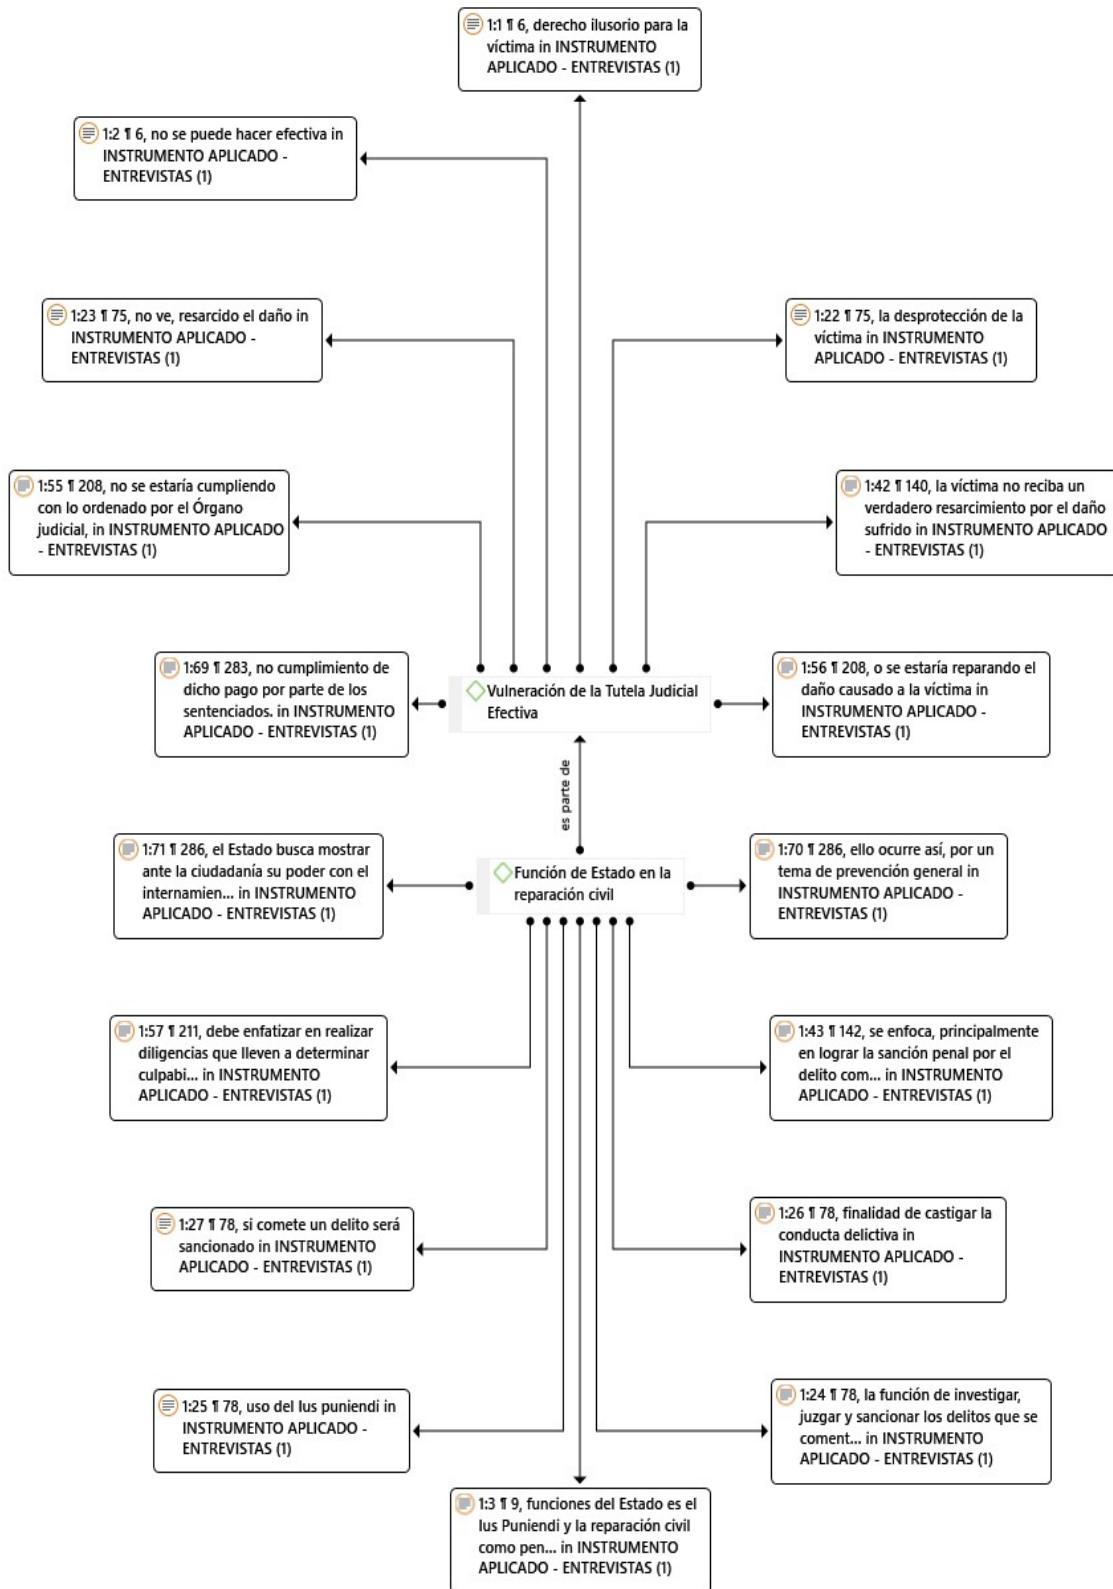 1:1 ¶ 6, derecho ilusorio para la
víctima in INSTRUMENTO
APLICADO - ENTREVISTAS (1)
1:2 ¶ 6, no se puede hacer efectiva in
INSTRUMENTO APLICADO -
ENTREVISTAS (1)
1:23 ¶ 75, no ve, resarcido el daño in
INSTRUMENTO APLICADO -
ENTREVISTAS (1)
1:22 ¶ 75, la desprotección de la
víctima in INSTRUMENTO
APLICADO - ENTREVISTAS (1)
1:55 ¶ 208, no se estaría cumpliendo
con lo ordenado por el Órgano
judicial, in INSTRUMENTO APLICADO
- ENTREVISTAS (1)
1:42 ¶ 140, la víctima no reciba un
verdadero resarcimiento por el daño
sufrido in INSTRUMENTO APLICADO
- ENTREVISTAS (1)
1:69 ¶ 283, no cumplimiento de
dicho pago por parte de los
sentenciados. in INSTRUMENTO
APLICADO - ENTREVISTAS (1)
Vulneración de la Tutela Judicial
Efectiva
1:56 ¶ 208, o se estaría reparando el
daño causado a la víctima in
INSTRUMENTO APLICADO -
ENTREVISTAS (1)
es parte de
1:71 ¶ 286, el Estado busca mostrar
ante la ciudadanía su poder con el
internamien... in INSTRUMENTO
APLICADO - ENTREVISTAS (1)
Función de Estado en la
reparación civil
1:70 ¶ 286, ello ocurre así, por un
tema de prevención general in
INSTRUMENTO APLICADO -
ENTREVISTAS (1)
1:57 ¶ 211, debe enfatizar en realizar
diligencias que lleven a determinar
culpabi... in INSTRUMENTO
APLICADO - ENTREVISTAS (1)
1:43 ¶ 142, se enfoca, principalmente
en lograr la sanción penal por el
delito com... in INSTRUMENTO
APLICADO - ENTREVISTAS (1)
1:27 ¶ 78, si comete un delito será
sancionado in INSTRUMENTO
APLICADO - ENTREVISTAS (1)
1:26 ¶ 78, finalidad de castigar la
conducta delictiva in
INSTRUMENTO APLICADO -
ENTREVISTAS (1)
1:25 ¶ 78, uso del Ius puniendi in
INSTRUMENTO APLICADO -
ENTREVISTAS (1)
1:24 ¶ 78, la función de investigar,
juzgar y sancionar los delitos que se
coment... in INSTRUMENTO
APLICADO - ENTREVISTAS (1)
1:3 ¶ 9, funciones del Estado es el
Ius Puniendi y la reparación civil
como pen... in INSTRUMENTO
APLICADO - ENTREVISTAS (1)